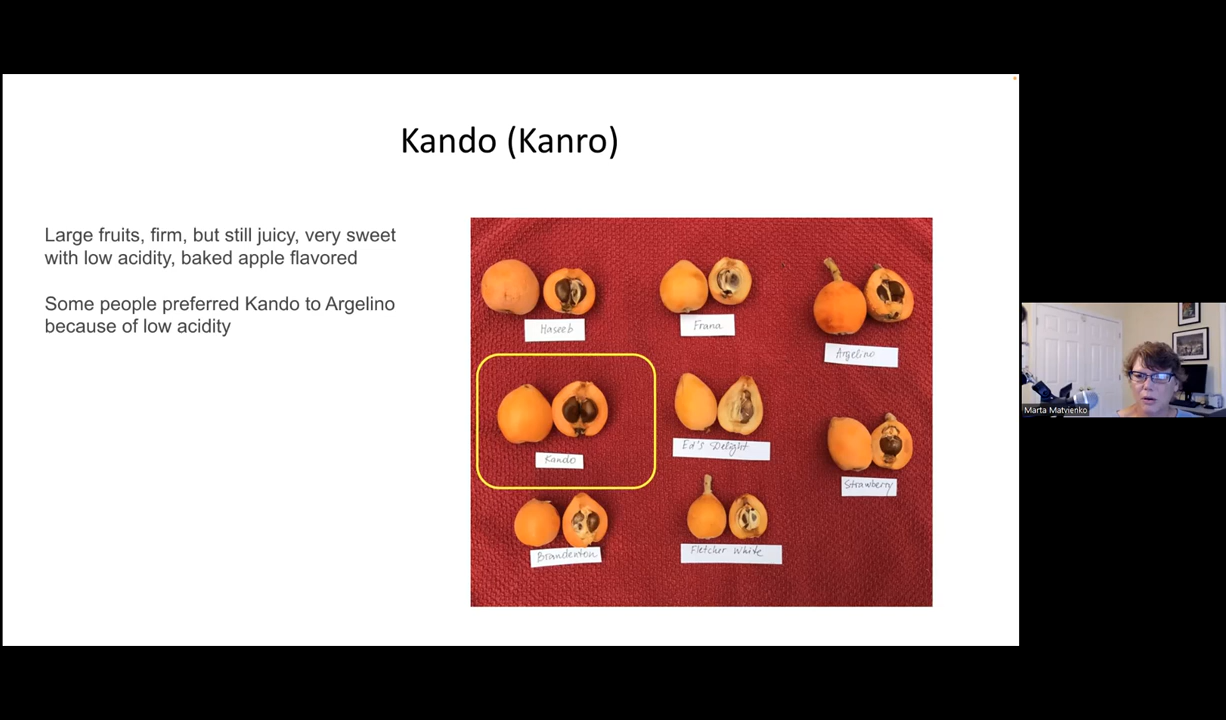 Kando (Kanro)
Large fruits, firm, but still juicy, very sweet
with low acidity, baked apple flavored
Some people preferred Kando to Argelino
because of low acidity
Haseeb
Frana
Argelino
Kando
Ed's Delight
Strawberry
Brandenton
Fletcher White
Marta Matvienko